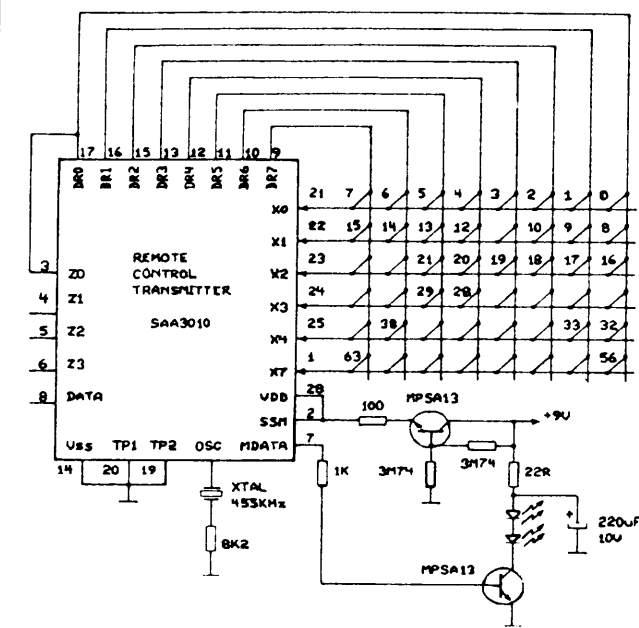 17 16 15 13 12 11 10 9
DR0 DR1 DR2 DR3 DR4 DR5 DR6 DR7
X0 21 7 6 5 4 3 2 1 0
X1 22 15 14 13 12 10 9 8
3 Z0 REMOTE X2 23 21 20 19 18 17 16
4 Z1 CONTROL
TRANSMITTER X3 24 29 28
5 Z2 SAA3010 X4 25 38 33 32
6 Z3 X7 1 63 56
8 DATA VDD 28 MPSA13
SSM 2 100 +9V
Vss TP1 TP2 OSC MDATA 7
14 20 19 1K 3M74 3M74 22R
XTAL
455KHz
8K2
+ 220uF
10V
MPSA13